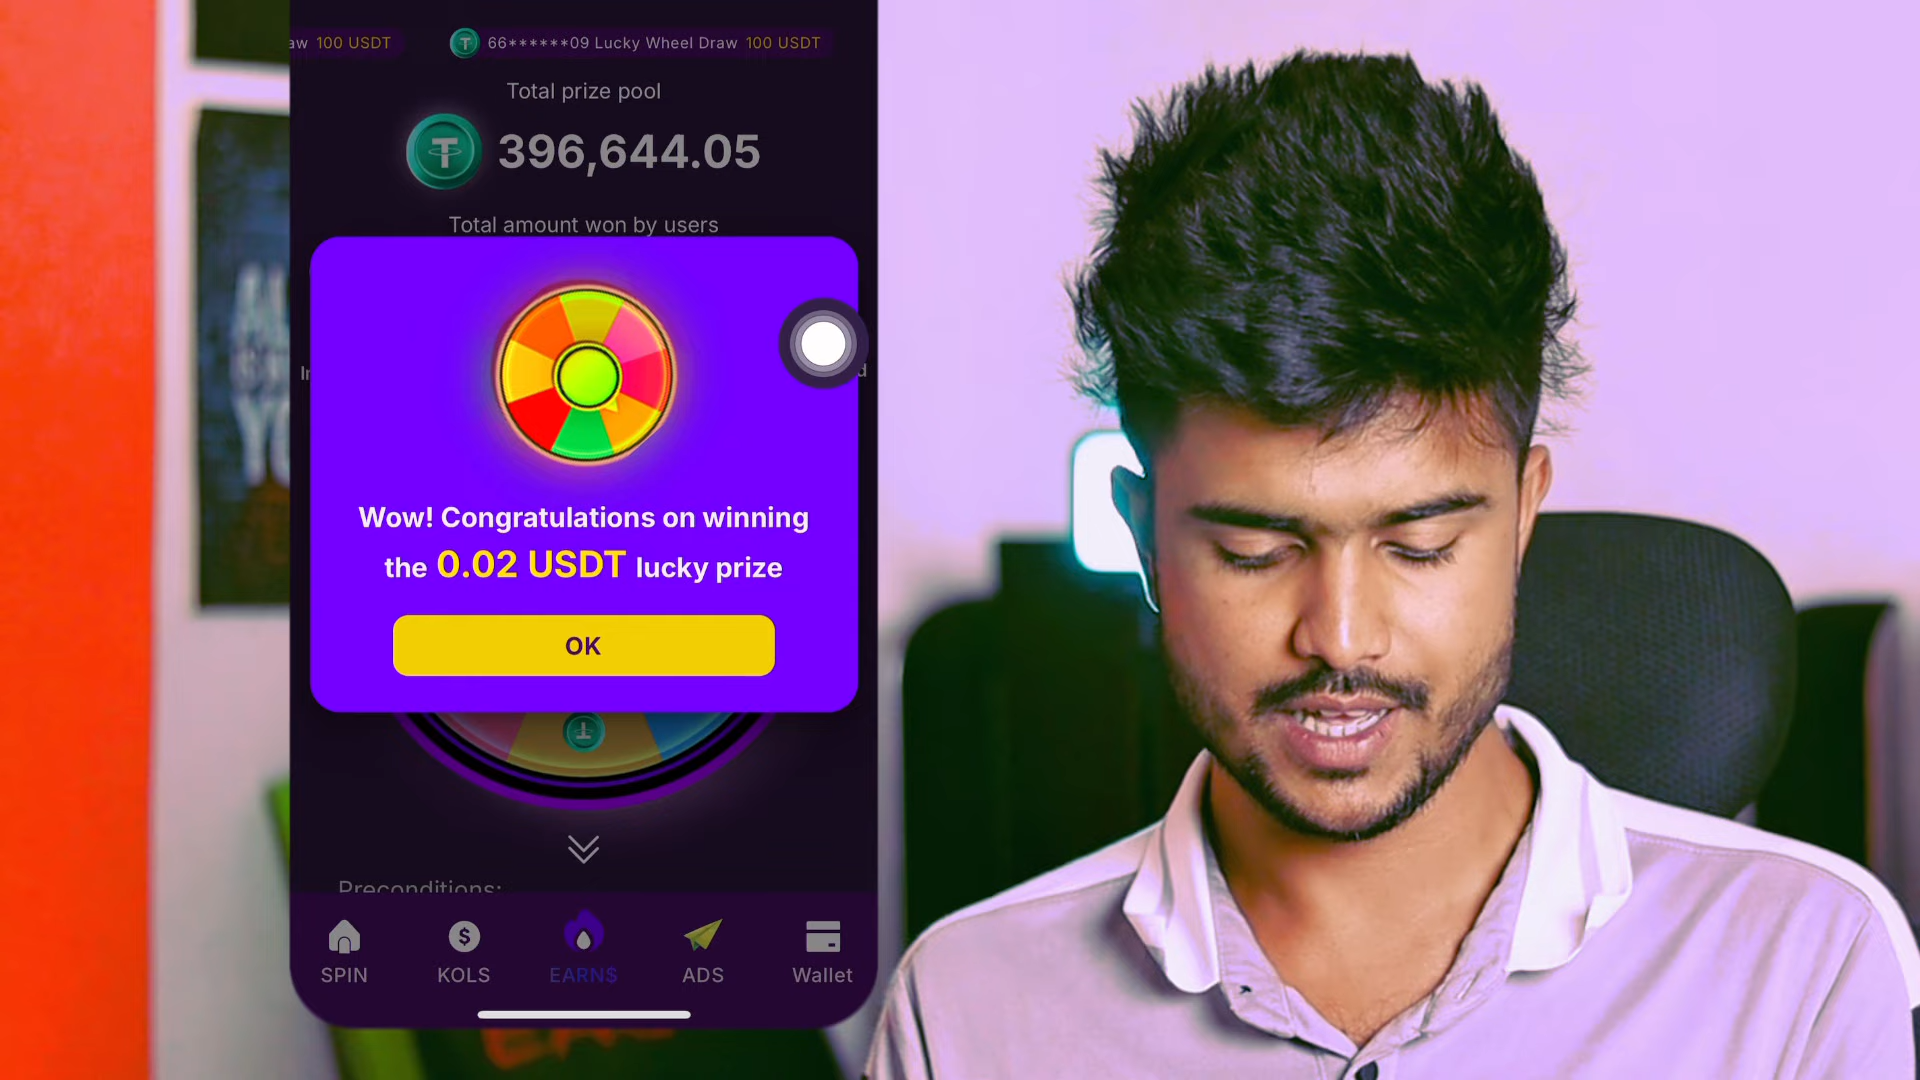 aw 100 USDT
66******09 Lucky Wheel Draw 100 USDT
Total prize pool
396,644.05
Total amount won by users
Wow! Congratulations on winning
the 0.02 USDT lucky prize
OK
Preconditions:
SPIN
KOLS
EARN$
ADS
Wallet